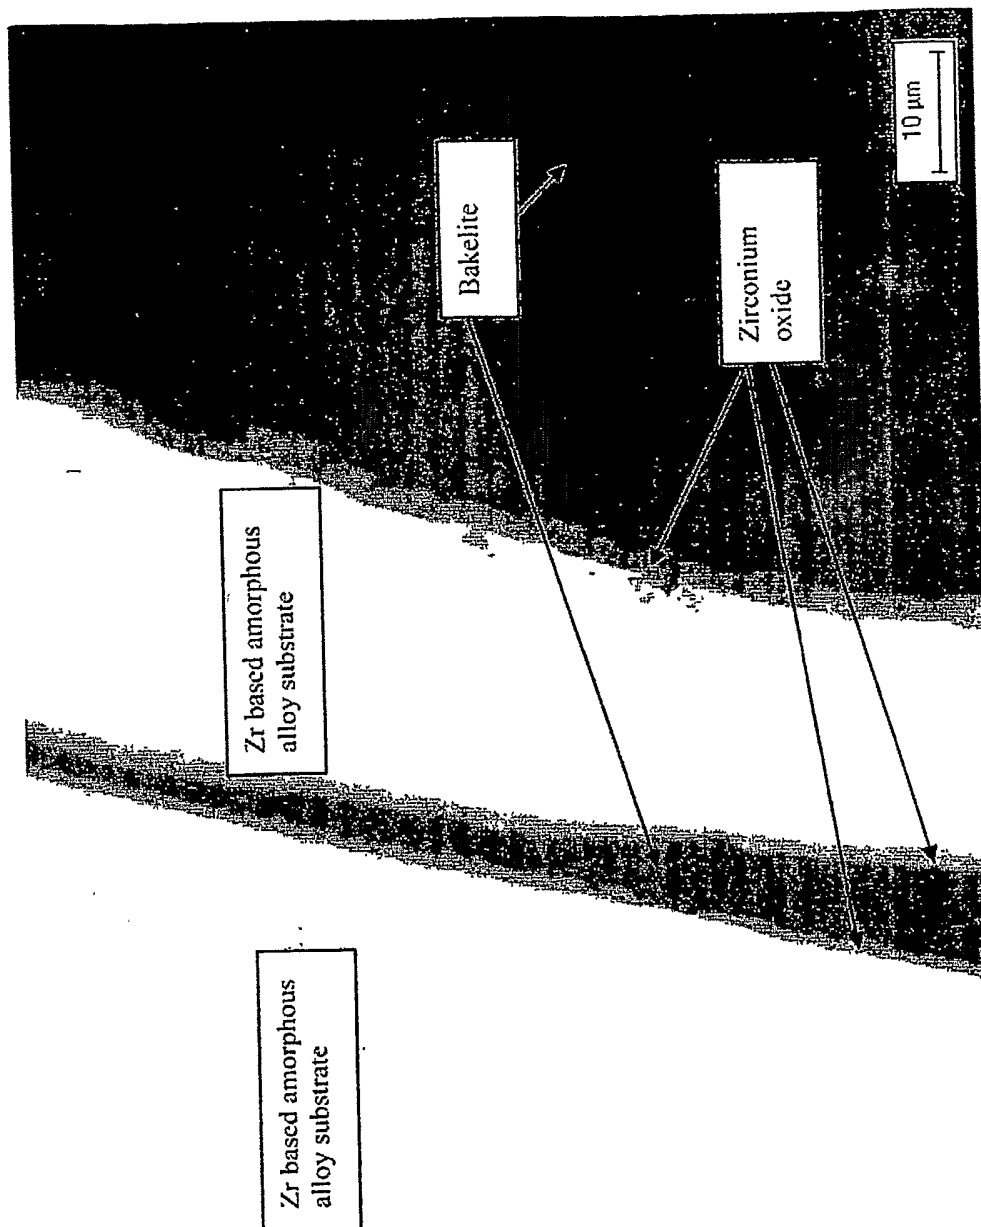 Zr based amorphous
alloy substrate
Zr based amorphous
alloy substrate
Bakelite
Zirconium
oxide
10 µm